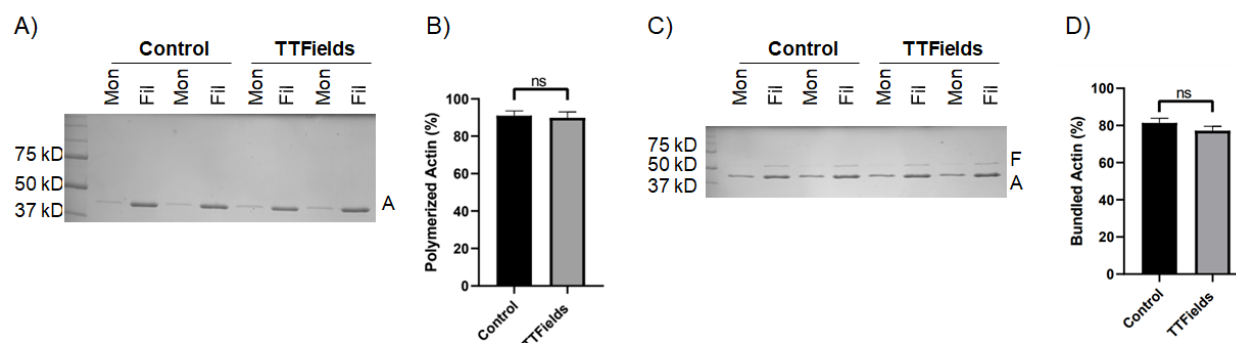 A)
Control TTFields
Mon Fil Mon Fil Mon Fil Mon Fil
75 kD
50 kD
37 kD
A
B)
ns
Polymerized Actin (%)
100
80
60
40
20
0
Control
TTFields
C)
Control TTFields
Mon Fil Mon Fil Mon Fil Mon Fil
75 kD
50 kD
37 kD
F
A
D)
ns
Bundled Actin (%)
100
80
60
40
20
0
Control
TTFields